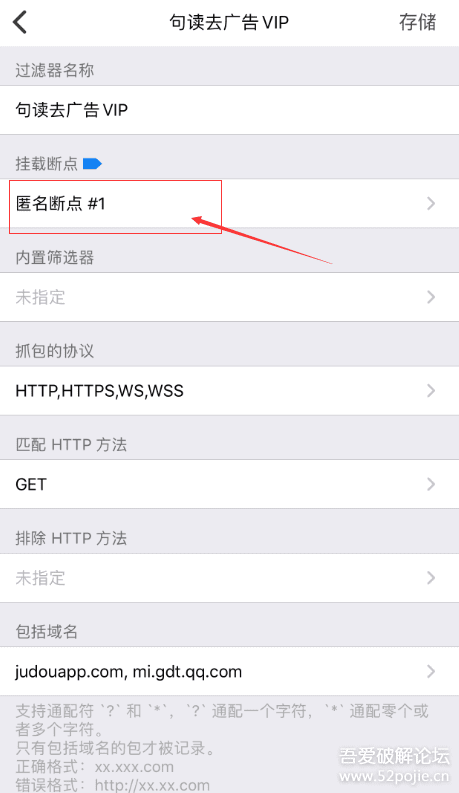 句读去广告VIP
存储
过滤器名称
句读去广告VIP
挂载断点
匿名断点 #1
内置筛选器
未指定
抓包的协议
HTTP,HTTPS,WS,WSS
匹配 HTTP 方法
GET
排除 HTTP 方法
未指定
包括域名
judouapp.com, mi.gdt.qq.com
支持通配符 `?` 和 `*`，`?` 通配一个字符，`*` 通配零个或
者多个字符。
只有包括域名的包才被记录。
正确格式：xx.xxx.com
错误格式：http://xx.xx.com
吾爱破解论坛
www.52pojie.cn